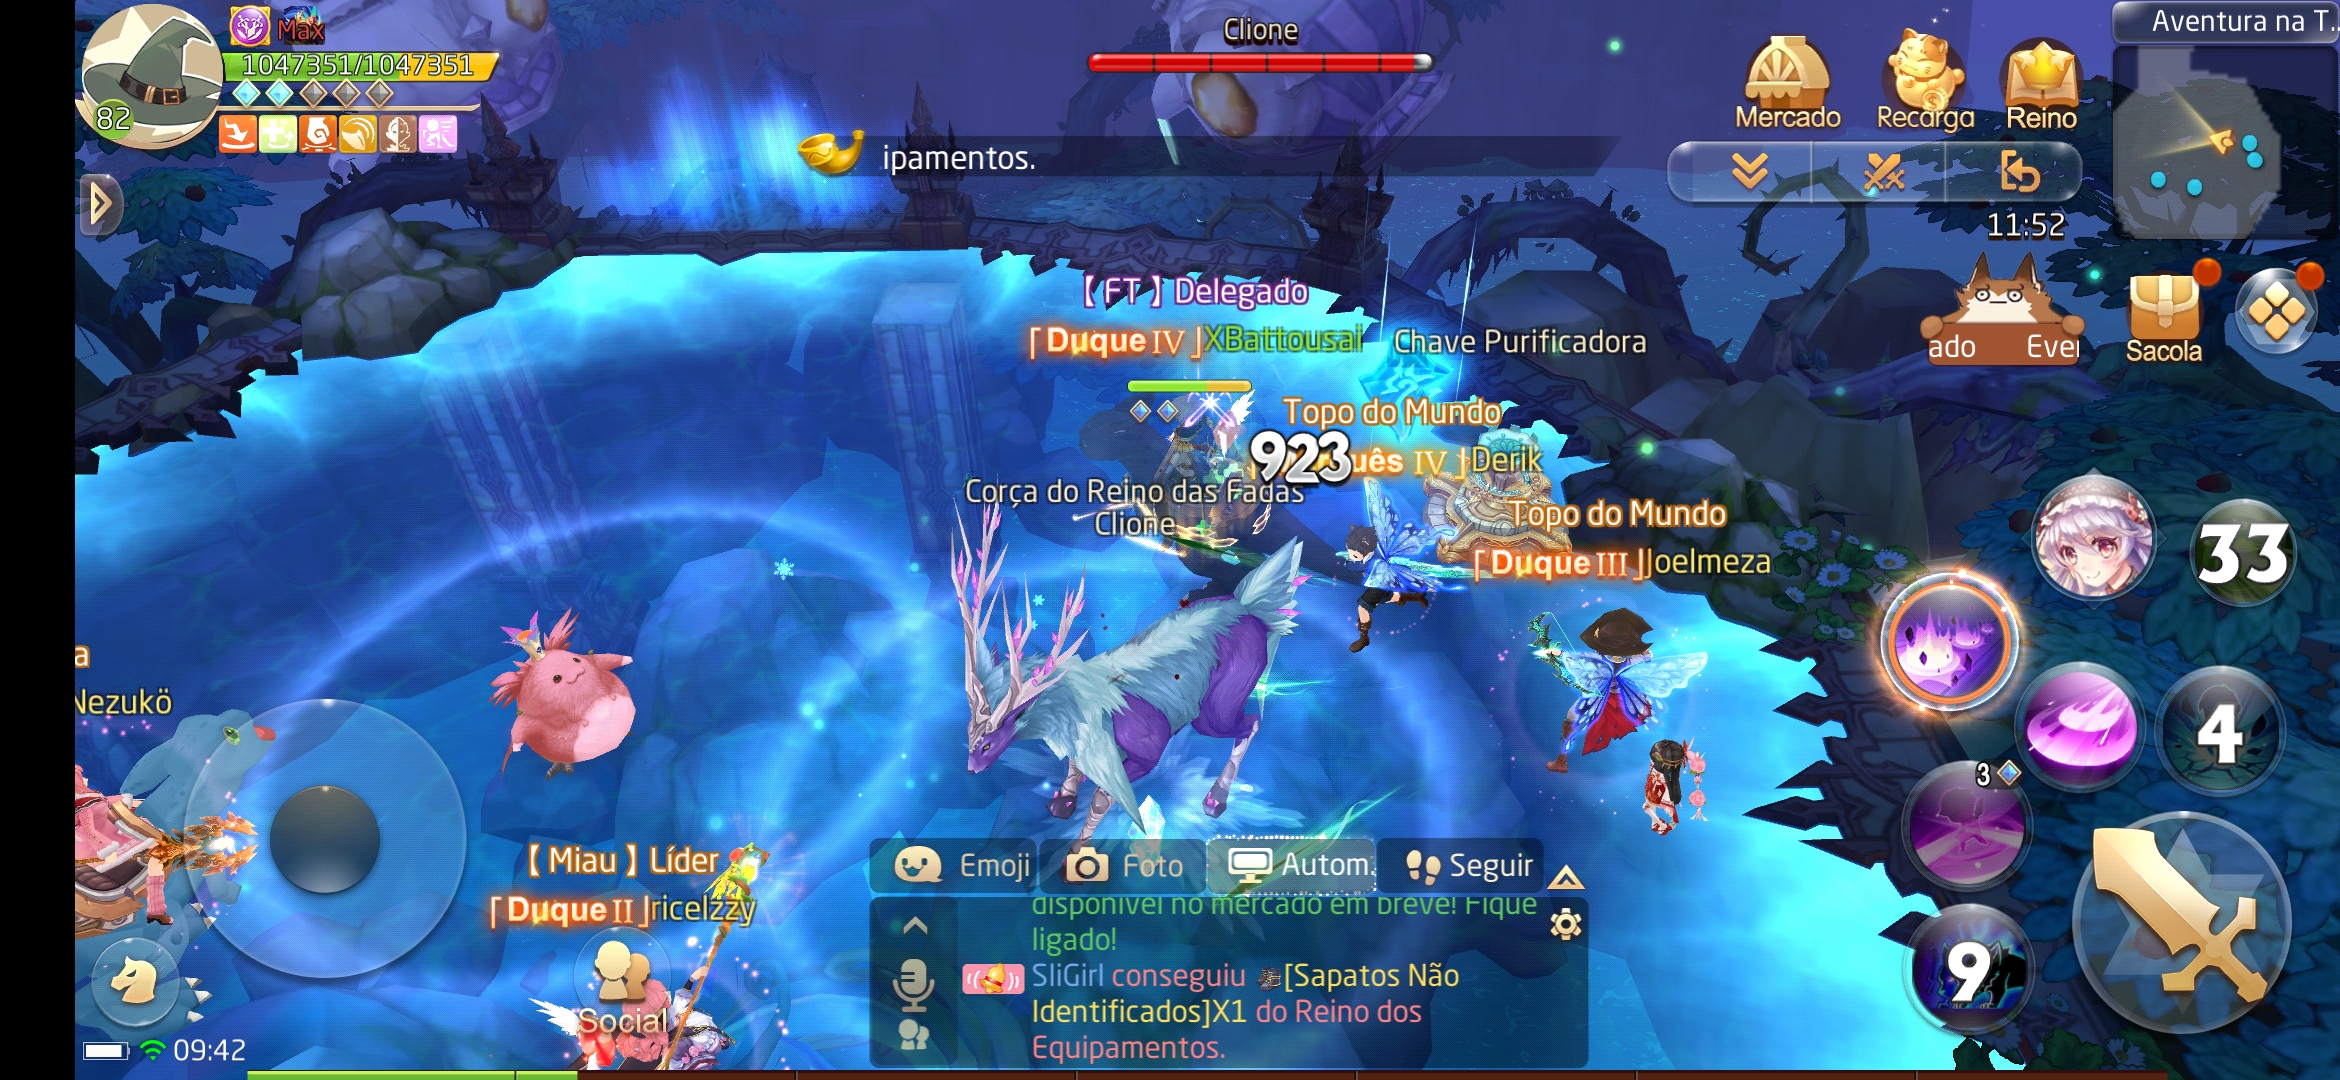 Max
1047351/1047351
82
Clione
ipamentos.
Mercado
Recarga
Reino
Aventura na T..
11:52
ado Ever
Sacola
【 FT 】 Delegado
「 Duque IV 」XBattousai
Chave Purificadora
Topo do Mundo
923
uês IV 」Derik
Corça do Reino das Fadas
Clione
Topo do Mundo
「Duque III 」Joelmeza
33
4
3
9
a
Nezukö
【 Miau 】 Líder
「Duque II 」ricelzzy
Social
09:42
Emoji
Foto
Autom.
Seguir
disponível no mercado em breve! Fique
ligado!
SliGirl conseguiu [Sapatos Não
Identificados]X1 do Reino dos
Equipamentos.